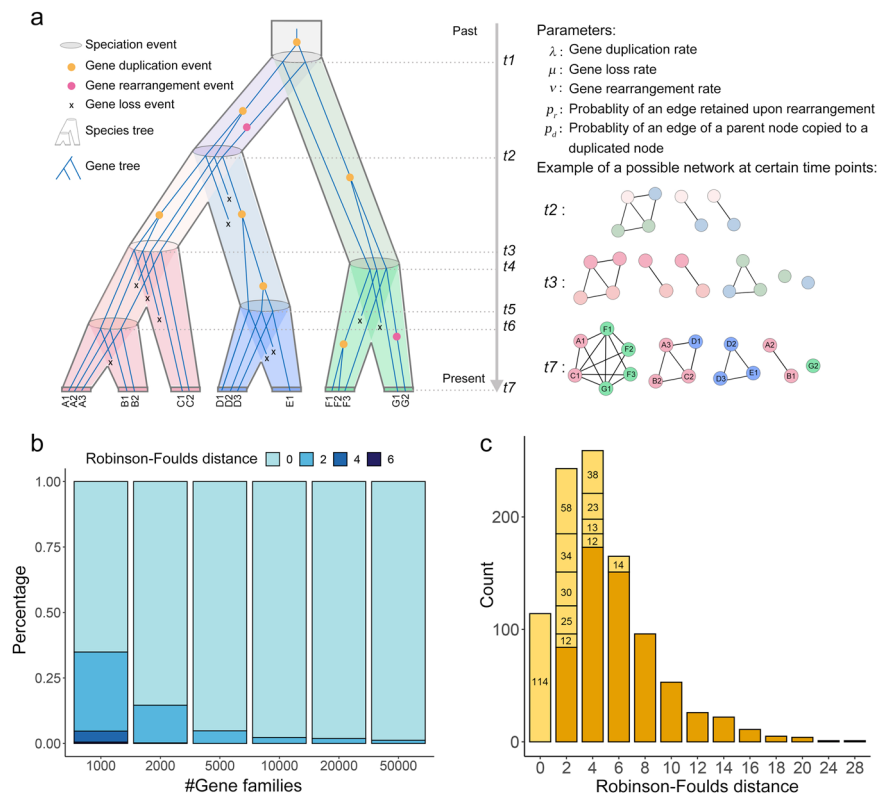 a
Speciation event
Gene duplication event
Gene rearrangement event
x Gene loss event
Species tree
Gene tree
x
x
x
x
x
x
x
x
x
x
A1 A2 A3 B1 B2 C1 C2 D1 D2 D3 E1 F1 F2 F3 G1 G2
Past
t1
t2
t3
t4
t5
t6
Present t7
Parameters:
λ: Gene duplication rate
μ: Gene loss rate
ν: Gene rearrangement rate
p_r: Probablity of an edge retained upon rearrangement
p_d: Probablity of an edge of a parent node copied to a
duplicated node
Example of a possible network at certain time points:
t2 :
t3 :
t7 :
A1 F1 F2 F3 G1 C1
A3 D1 B2 C2
D2 D3 E1
A2 B1
G2
b
Robinson-Foulds distance 0 2 4 6
Percentage
1.00
0.75
0.50
0.25
0.00
1000 2000 5000 10000 20000 50000
#Gene families
c
Count
200
100
0
114
58
34
30
25
12
38
23
13
12
14
0 2 4 6 8 10 12 14 16 18 20 24 28
Robinson-Foulds distance